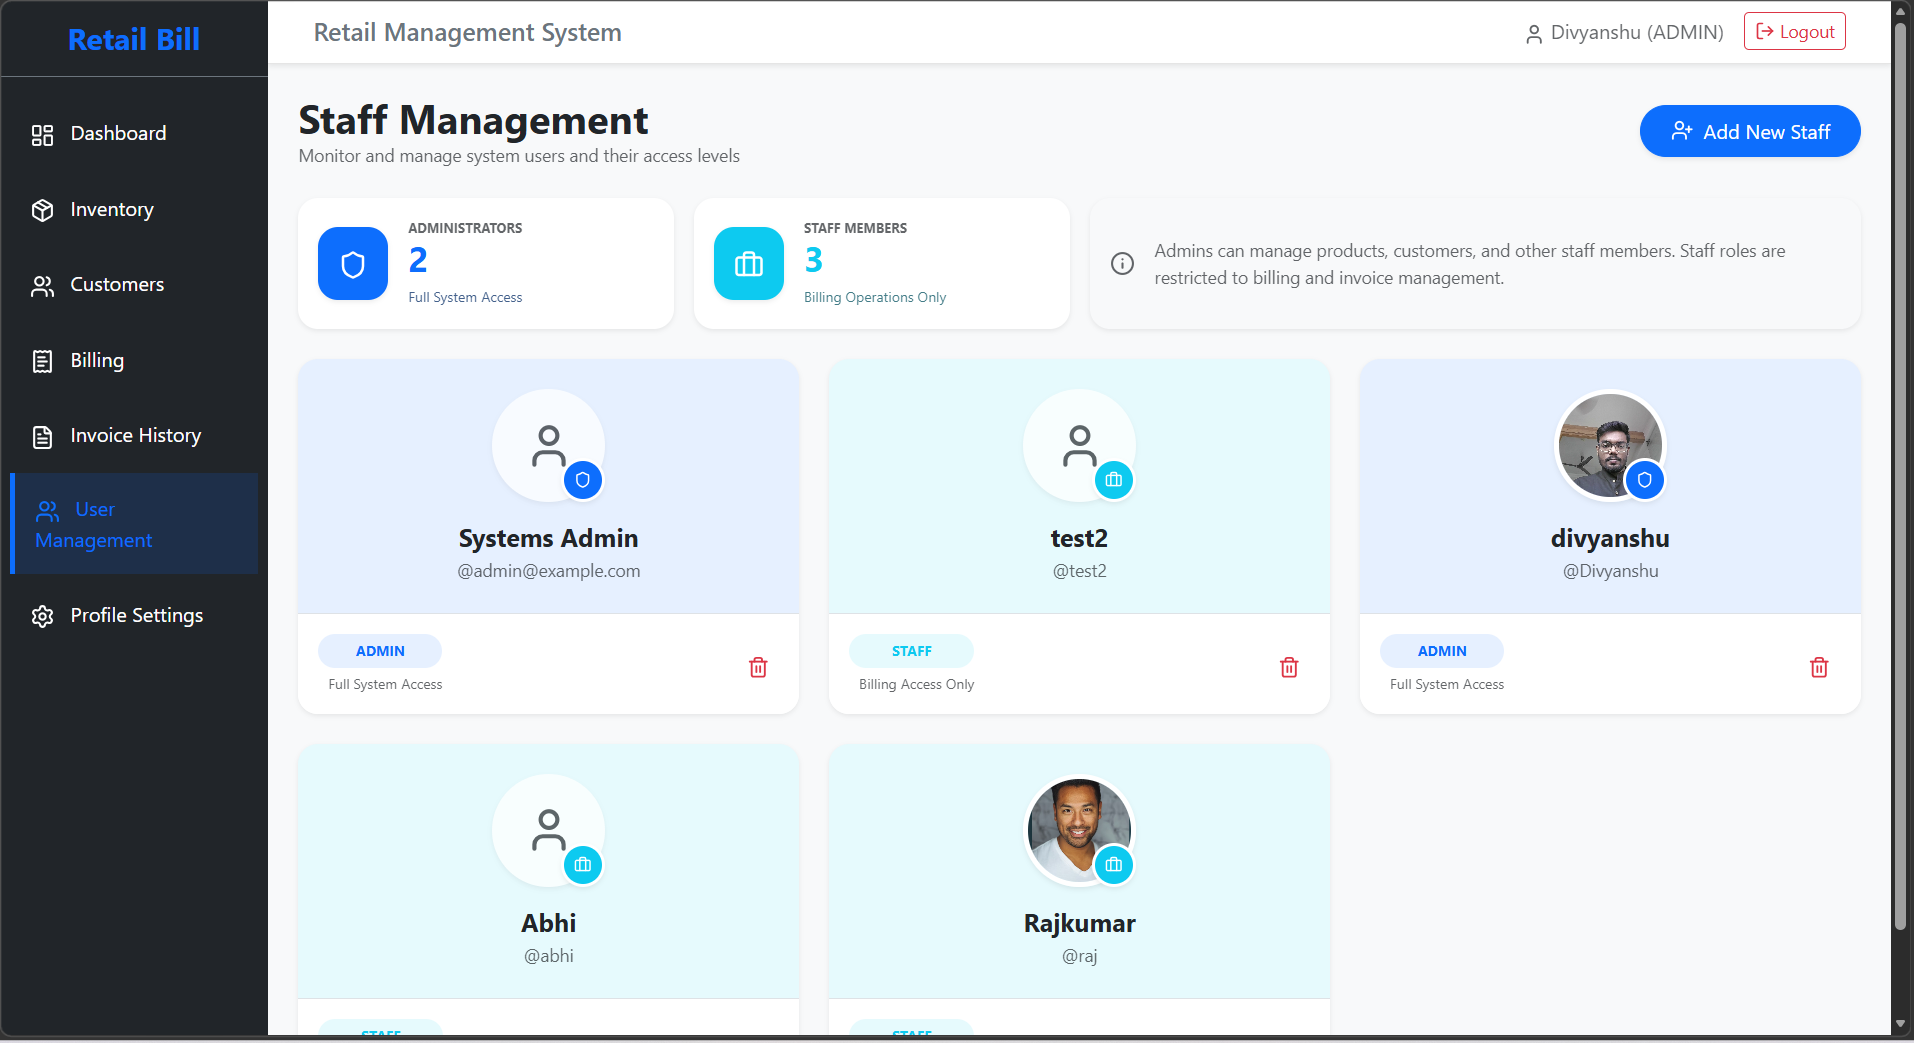 Retail Bill
Retail Management System
Divyanshu (ADMIN)
Logout
Dashboard
Inventory
Customers
Billing
Invoice History
User
Management
Profile Settings
Staff Management
Monitor and manage system users and their access levels
Add New Staff
ADMINISTRATORS
2
Full System Access
STAFF MEMBERS
3
Billing Operations Only
Admins can manage products, customers, and other staff members. Staff roles are
restricted to billing and invoice management.
Systems Admin
@admin@example.com
ADMIN
Full System Access
test2
@test2
STAFF
Billing Access Only
divyanshu
@Divyanshu
ADMIN
Full System Access
Abhi
@abhi
STAFF
Rajkumar
@raj
STAFF